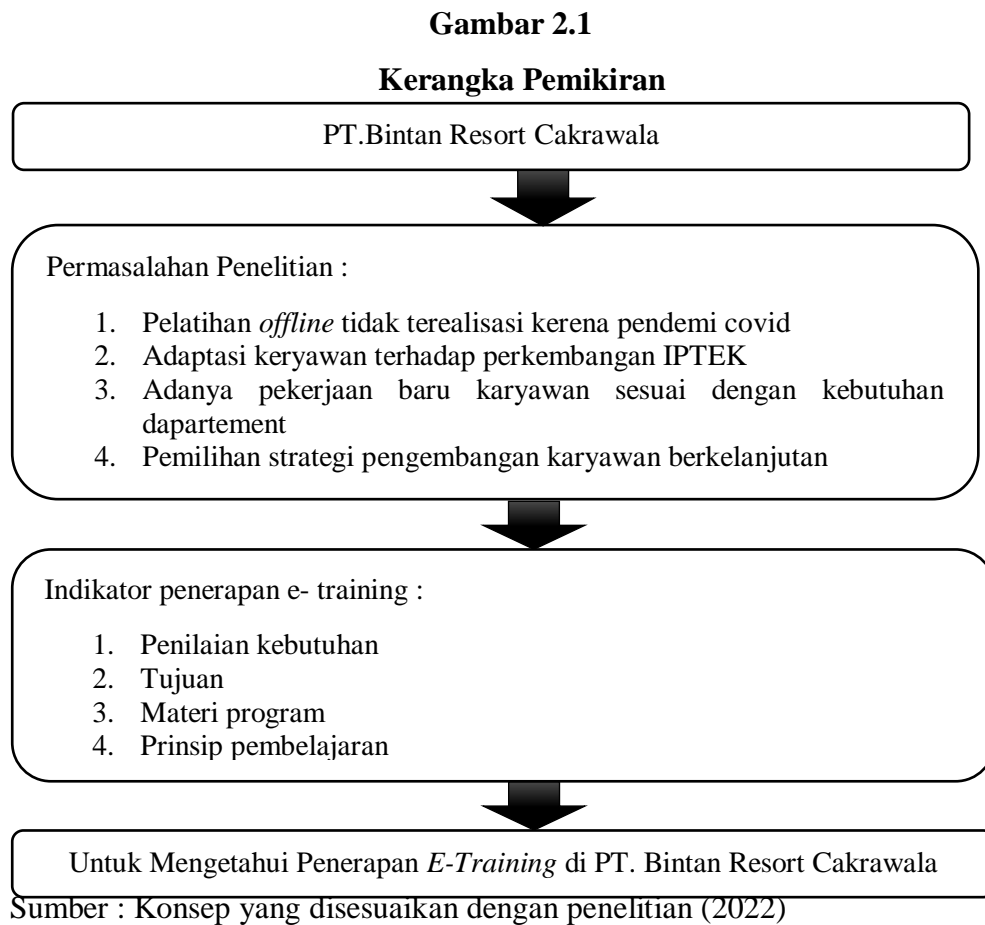 Gambar 2.1
Kerangka Pemikiran
PT.Bintan Resort Cakrawala
Permasalahan Penelitian :
1. Pelatihan offline tidak terealisasi kerena pendemi covid
2. Adaptasi keryawan terhadap perkembangan IPTEK
3. Adanya pekerjaan baru karyawan sesuai dengan kebutuhan
dapartement
4. Pemilihan strategi pengembangan karyawan berkelanjutan
Indikator penerapan e- training :
1. Penilaian kebutuhan
2. Tujuan
3. Materi program
4. Prinsip pembelajaran
Untuk Mengetahui Penerapan E-Training di PT. Bintan Resort Cakrawala
Sumber : Konsep yang disesuaikan dengan penelitian (2022)